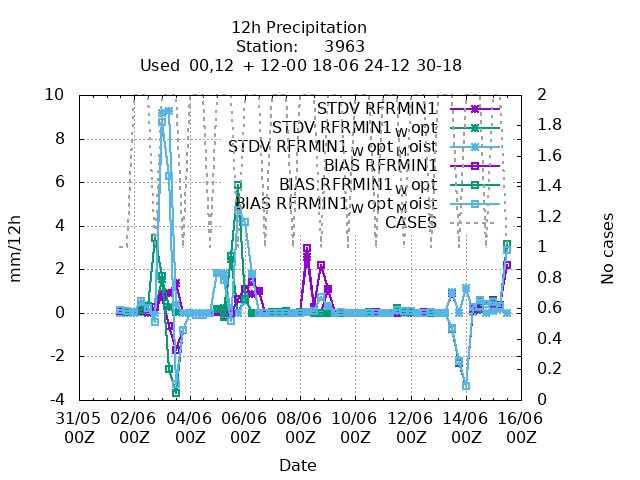 12h Precipitation
Station: 3963
Used 00,12 + 12-00 18-06 24-12 30-18
10
8
6
4
2
0
-2
-4
mm/12h
2
1.8
1.6
1.4
1.2
1
0.8
0.6
0.4
0.2
0
No cases
STDV RFRMIN1
STDV RFRMIN1_W opt
STDV RFRMIN1_W opt_M oist
BIAS RFRMIN1
BIAS RFRMIN1_W opt
BIAS RFRMIN1_W opt_M oist
CASES
31/05 02/06 04/06 06/06 08/06 10/06 12/06 14/06 16/06
00Z 00Z 00Z 00Z 00Z 00Z 00Z 00Z 00Z
Date